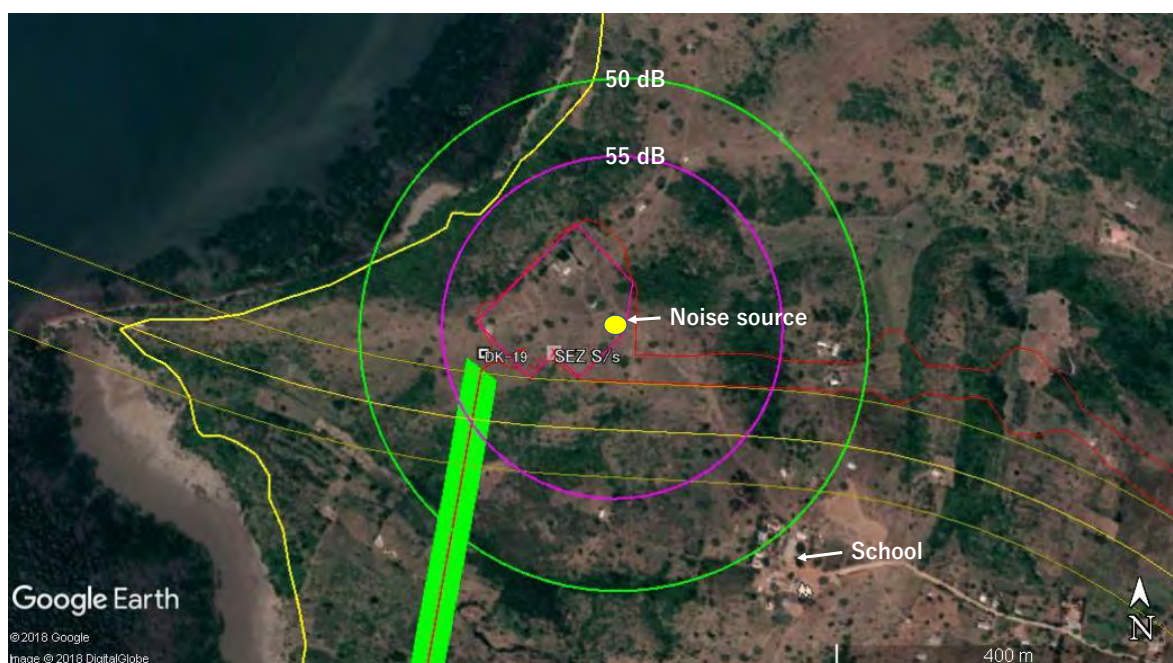 50 dB
55 dB
Noise source
DK-19
SEZ S/s
School
Google Earth
©2018 Google
Image © 2018 DigitalGlobe
N
400 m